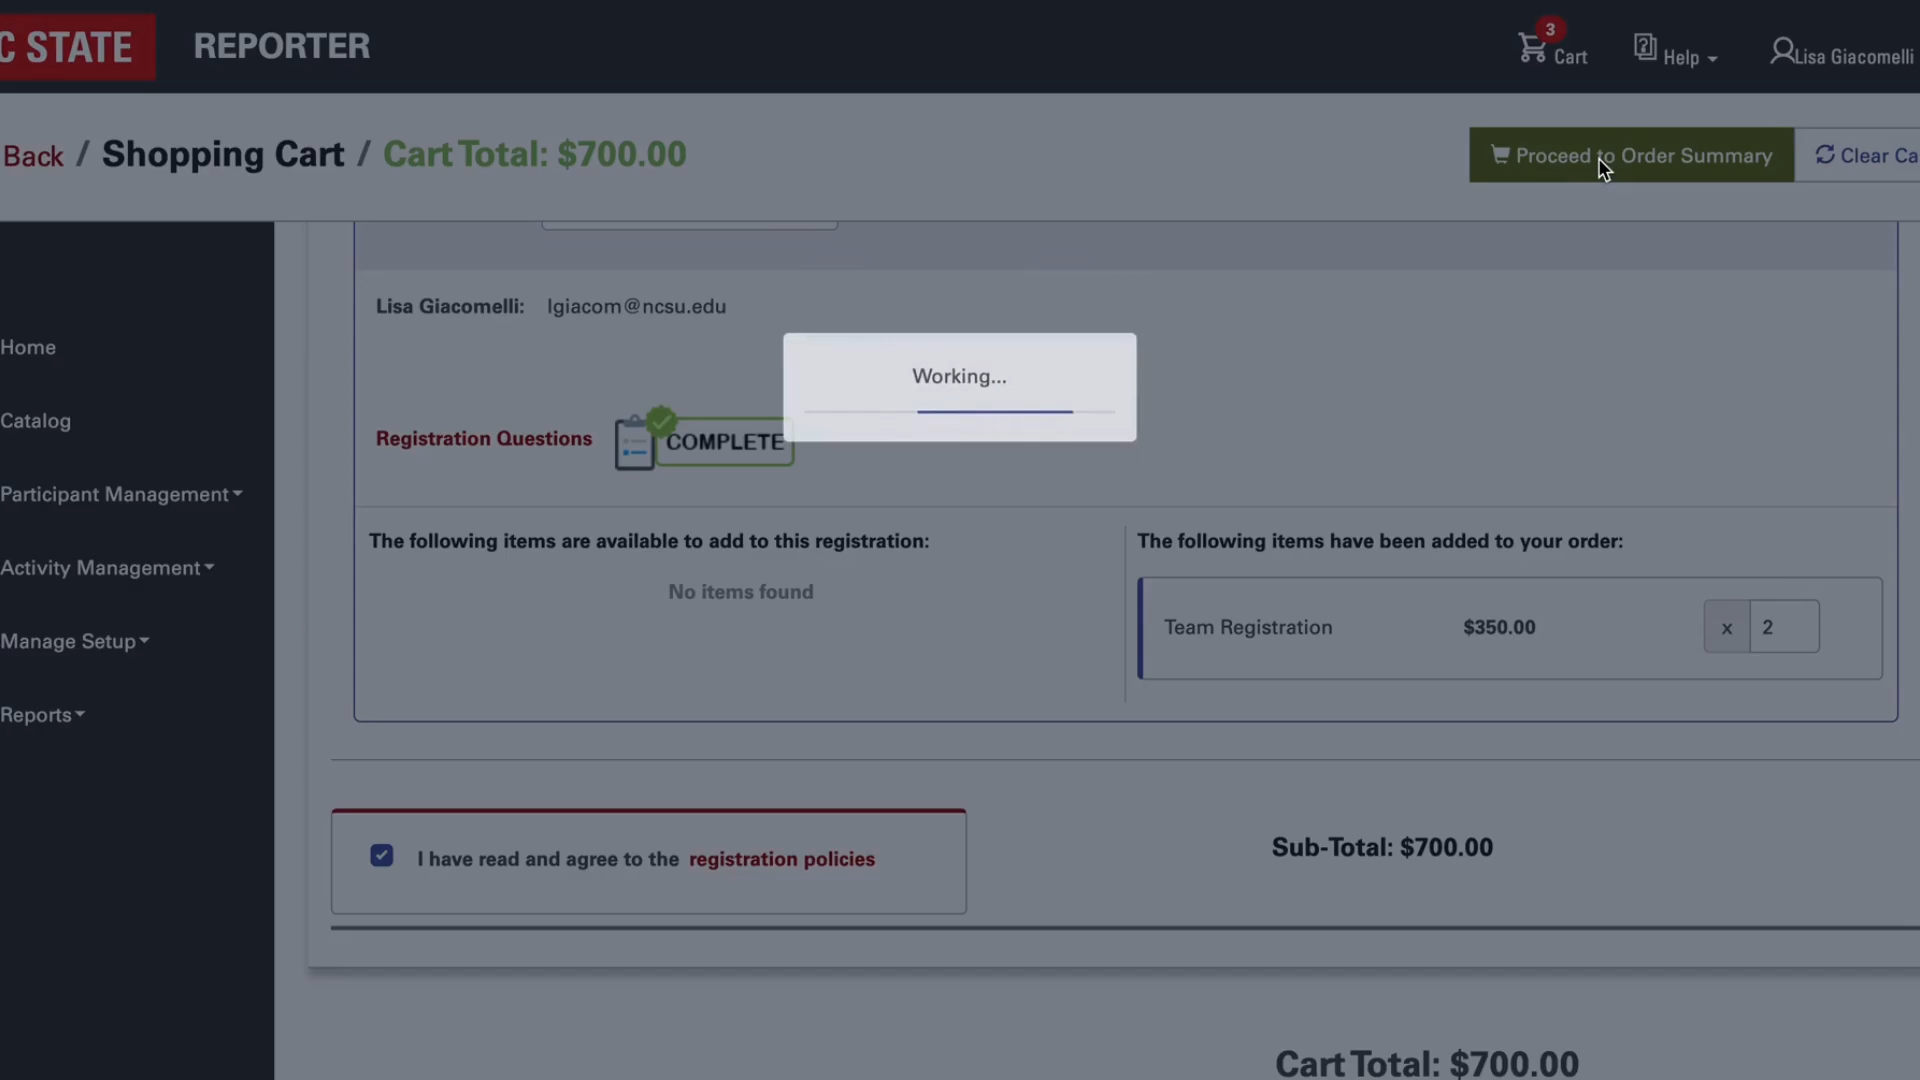 C STATE REPORTER
3
Cart
Help
Lisa Giacomelli
Back / Shopping Cart / Cart Total: $700.00
Proceed to Order Summary
Clear Ca
Home
Catalog
Participant Management
Activity Management
Manage Setup
Reports
Lisa Giacomelli: lgiacom@ncsu.edu
Working...
Registration Questions
COMPLETE
The following items are available to add to this registration:
No items found
The following items have been added to your order:
Team Registration $350.00 x 2
I have read and agree to the registration policies
Sub-Total: $700.00
Cart Total: $700.00